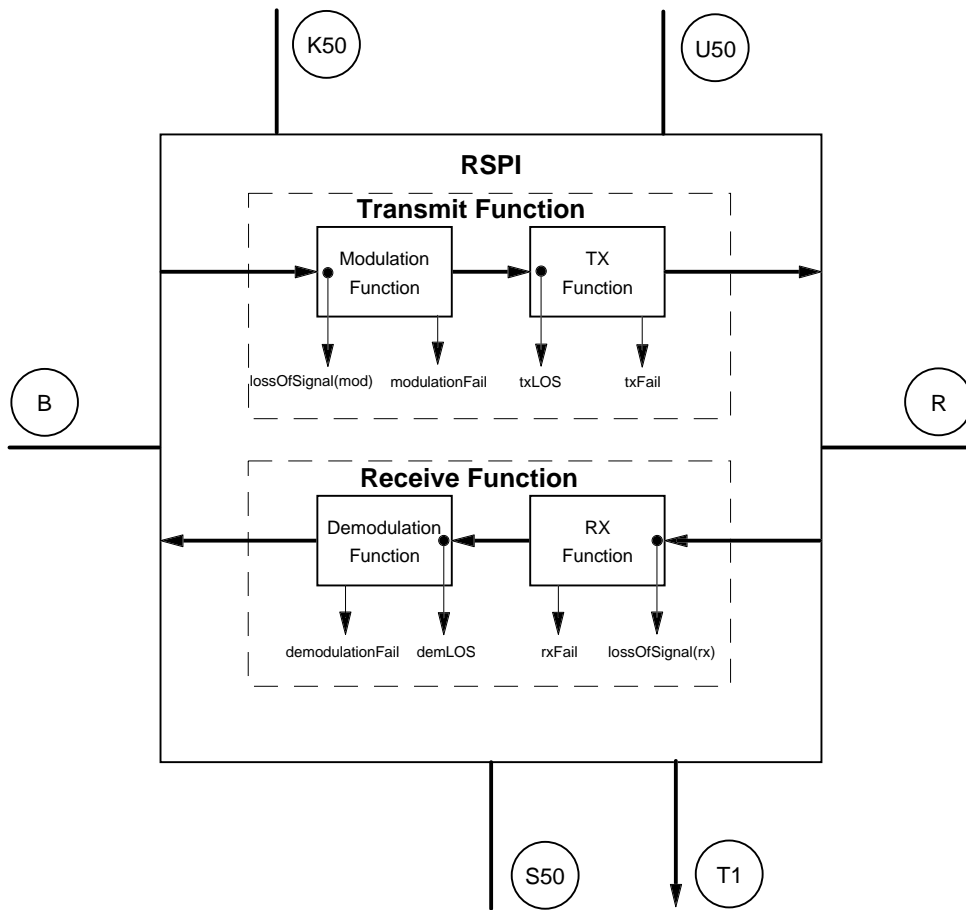 K50
U50
RSPI
Transmit Function
Modulation
Function
TX
Function
lossOfSignal(mod)
modulationFail
txLOS
txFail
B
R
Receive Function
Demodulation
Function
RX
Function
demodulationFail
demLOS
rxFail
lossOfSignal(rx)
S50
T1